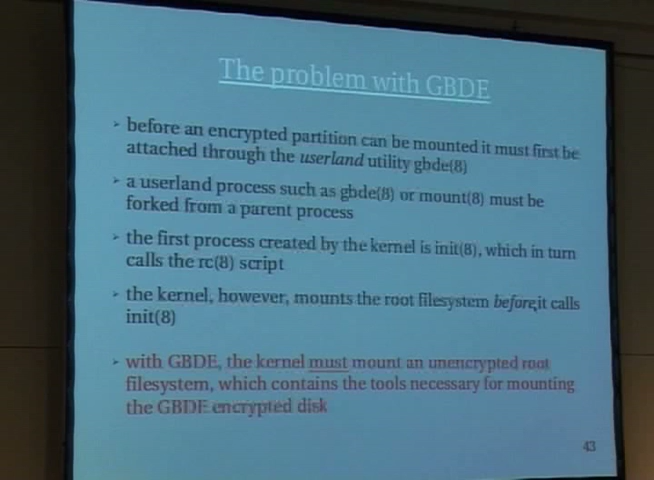 The problem with GBDE
➢ before an encrypted partition can be mounted it must first be
attached through the userland utility gbde(8)
➢ a userland process such as gbde(8) or mount(8) must be
forked from a parent process
➢ the first process created by the kernel is init(8), which in turn
calls the rc(8) script
➢ the kernel, however, mounts the root filesystem before it calls
init(8)
➢ with GBDE, the kernel must mount an unencrypted root
filesystem, which contains the tools necessary for mounting
the GBDE encrypted disk
43